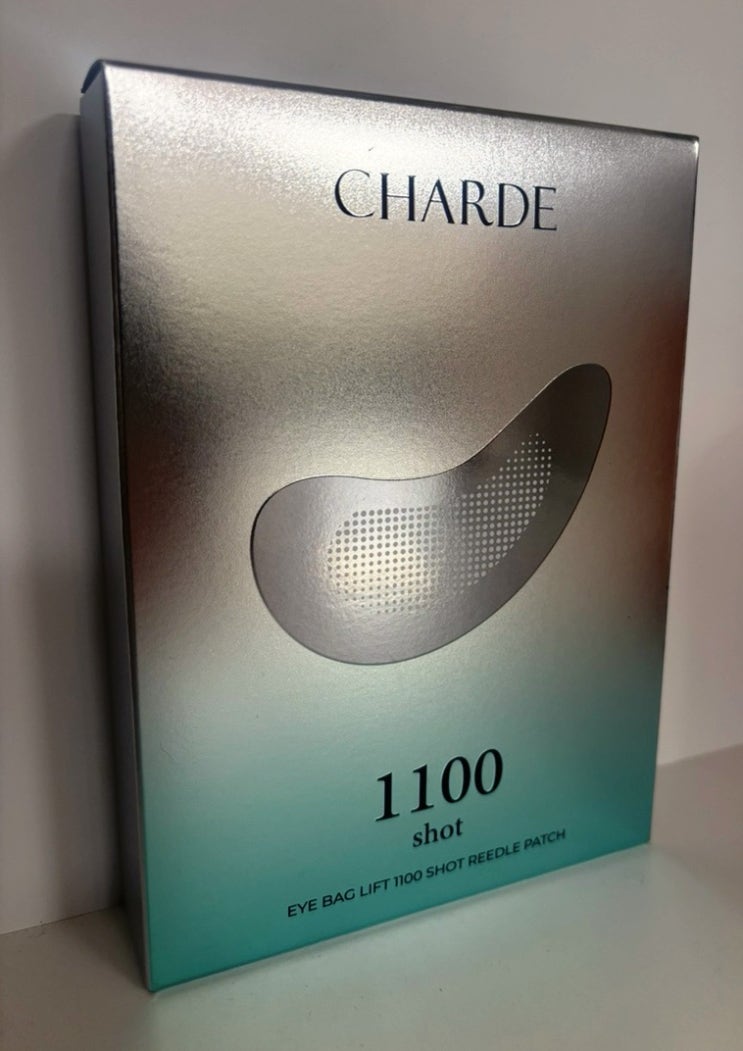 CHARDE
1100
shot
EYE BAG LIFT 1100 SHOT REEDLE PATCH